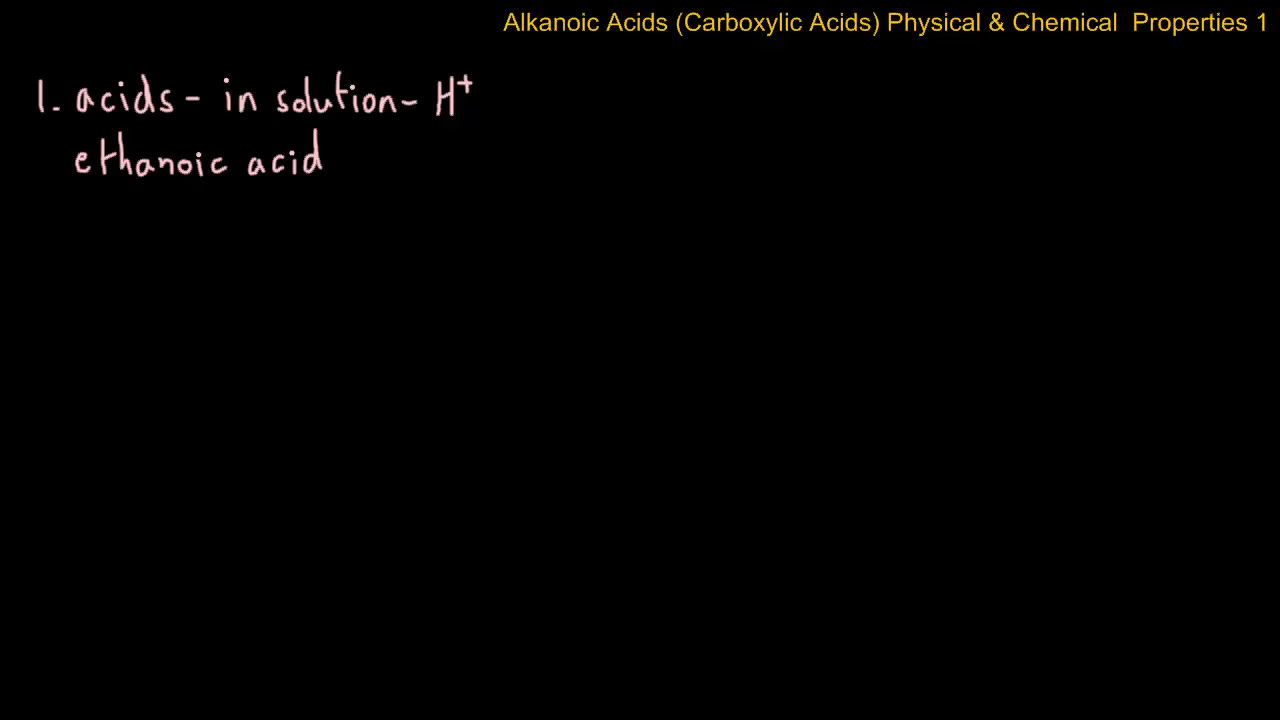 Alkanoic Acids (Carboxylic Acids) Physical & Chemical Properties 1
1. acids - in solution - H⁺
ethanoic acid